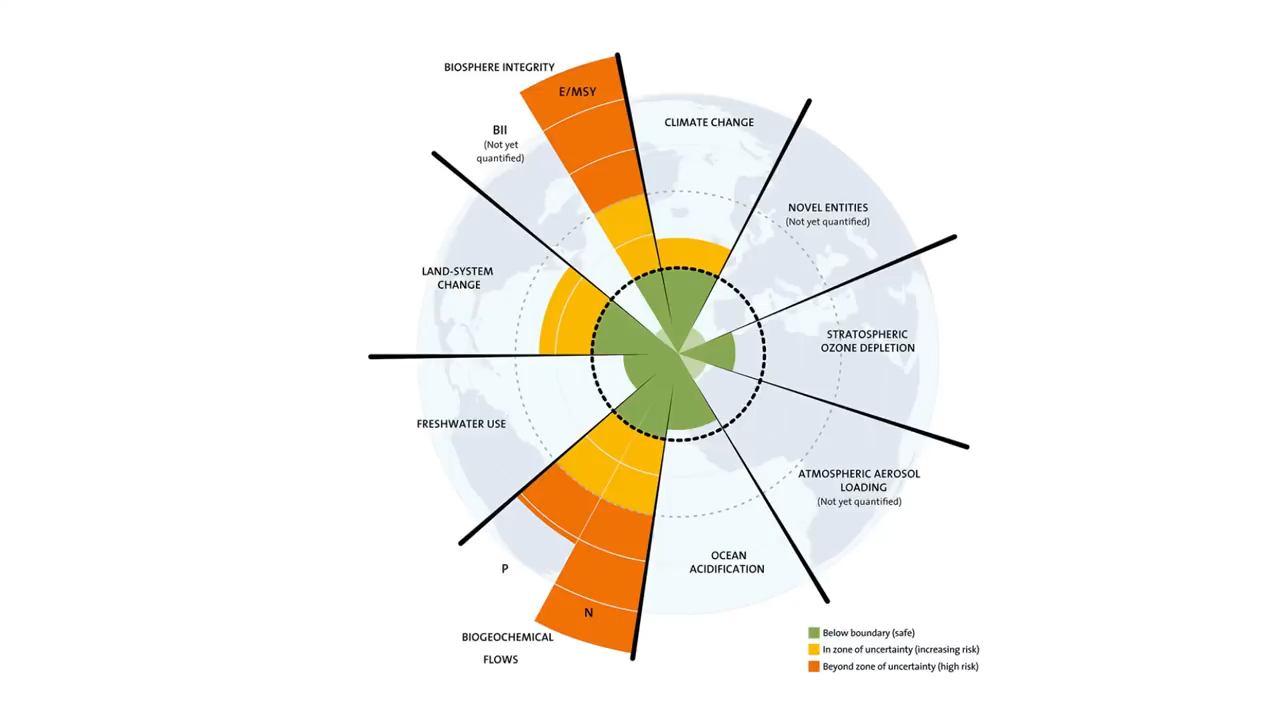 BIOSPHERE INTEGRITY
E/MSY
BII
(Not yet
quantified)
CLIMATE CHANGE
NOVEL ENTITIES
(Not yet quantified)
LAND-SYSTEM
CHANGE
STRATOSPHERIC
OZONE DEPLETION
FRESHWATER USE
ATMOSPHERIC AEROSOL
LOADING
(Not yet quantified)
OCEAN
ACIDIFICATION
P
N
BIOGEOCHEMICAL
FLOWS
Below boundary (safe)
In zone of uncertainty (increasing risk)
Beyond zone of uncertainty (high risk)